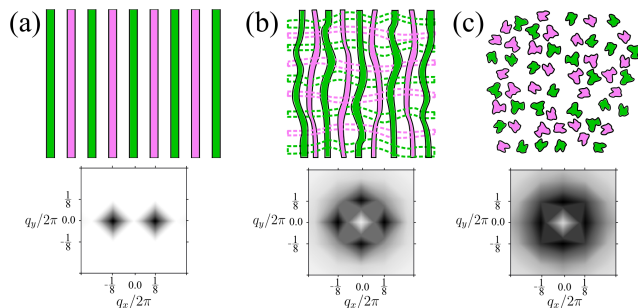 (a) (b) (c)
1/8 1/8 1/8
q_y/2π 0.0 q_y/2π 0.0 q_y/2π 0.0
-1/8 -1/8 -1/8
-1/8 0.0 1/8 -1/8 0.0 1/8 -1/8 0.0 1/8
q_x/2π q_x/2π q_x/2π